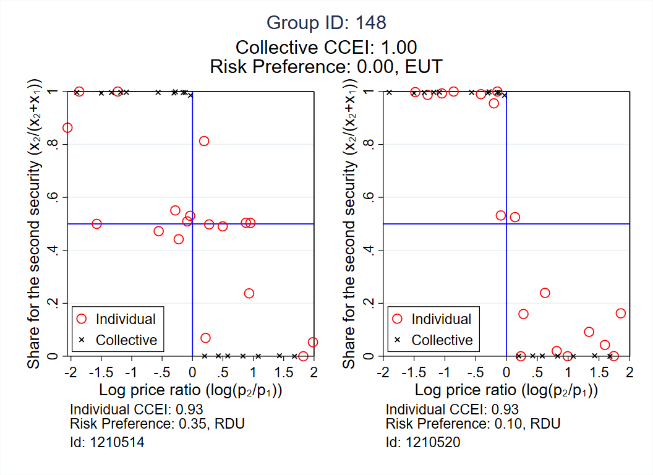 Group ID: 148
Collective CCEI: 1.00
Risk Preference: 0.00, EUT
Share for the second security (x₂/(x₂+x₁))
1
.8
.6
.4
.2
0
Individual
Collective
-2 -1.5 -1 -.5 0 .5 1 1.5 2
Log price ratio (log(p₂/p₁))
Individual CCEI: 0.93
Risk Preference: 0.35, RDU
Id: 1210514
Share for the second security (x₂/(x₂+x₁))
1
.8
.6
.4
.2
0
Individual
Collective
-2 -1.5 -1 -.5 0 .5 1 1.5 2
Log price ratio (log(p₂/p₁))
Individual CCEI: 0.93
Risk Preference: 0.10, RDU
Id: 1210520